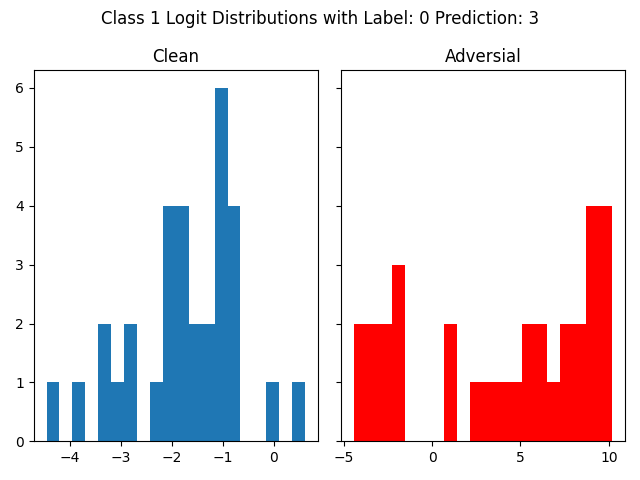 Class 1 Logit Distributions with Label: 0 Prediction: 3
Clean
Adversial
6
5
4
3
2
1
0
−4 −3 −2 −1 0
−5 0 5 10